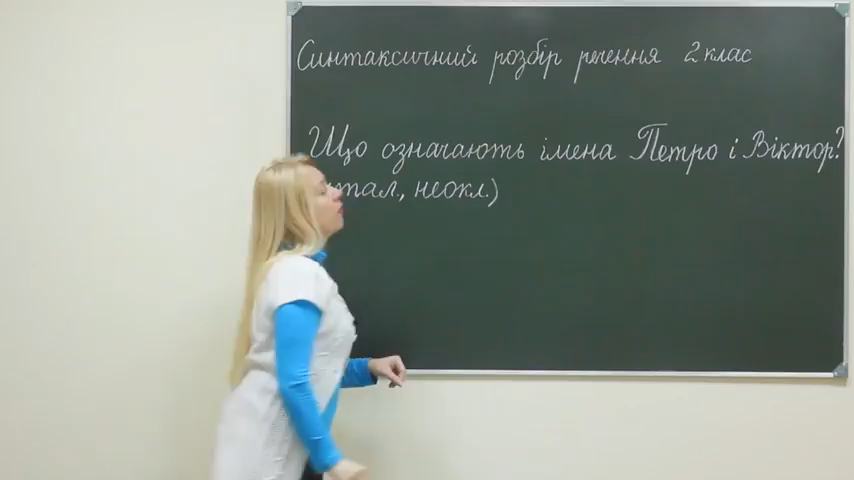 Синтаксичний розбір речення 2 клас
Що означають імена Петро і Віктор?
неокл.)